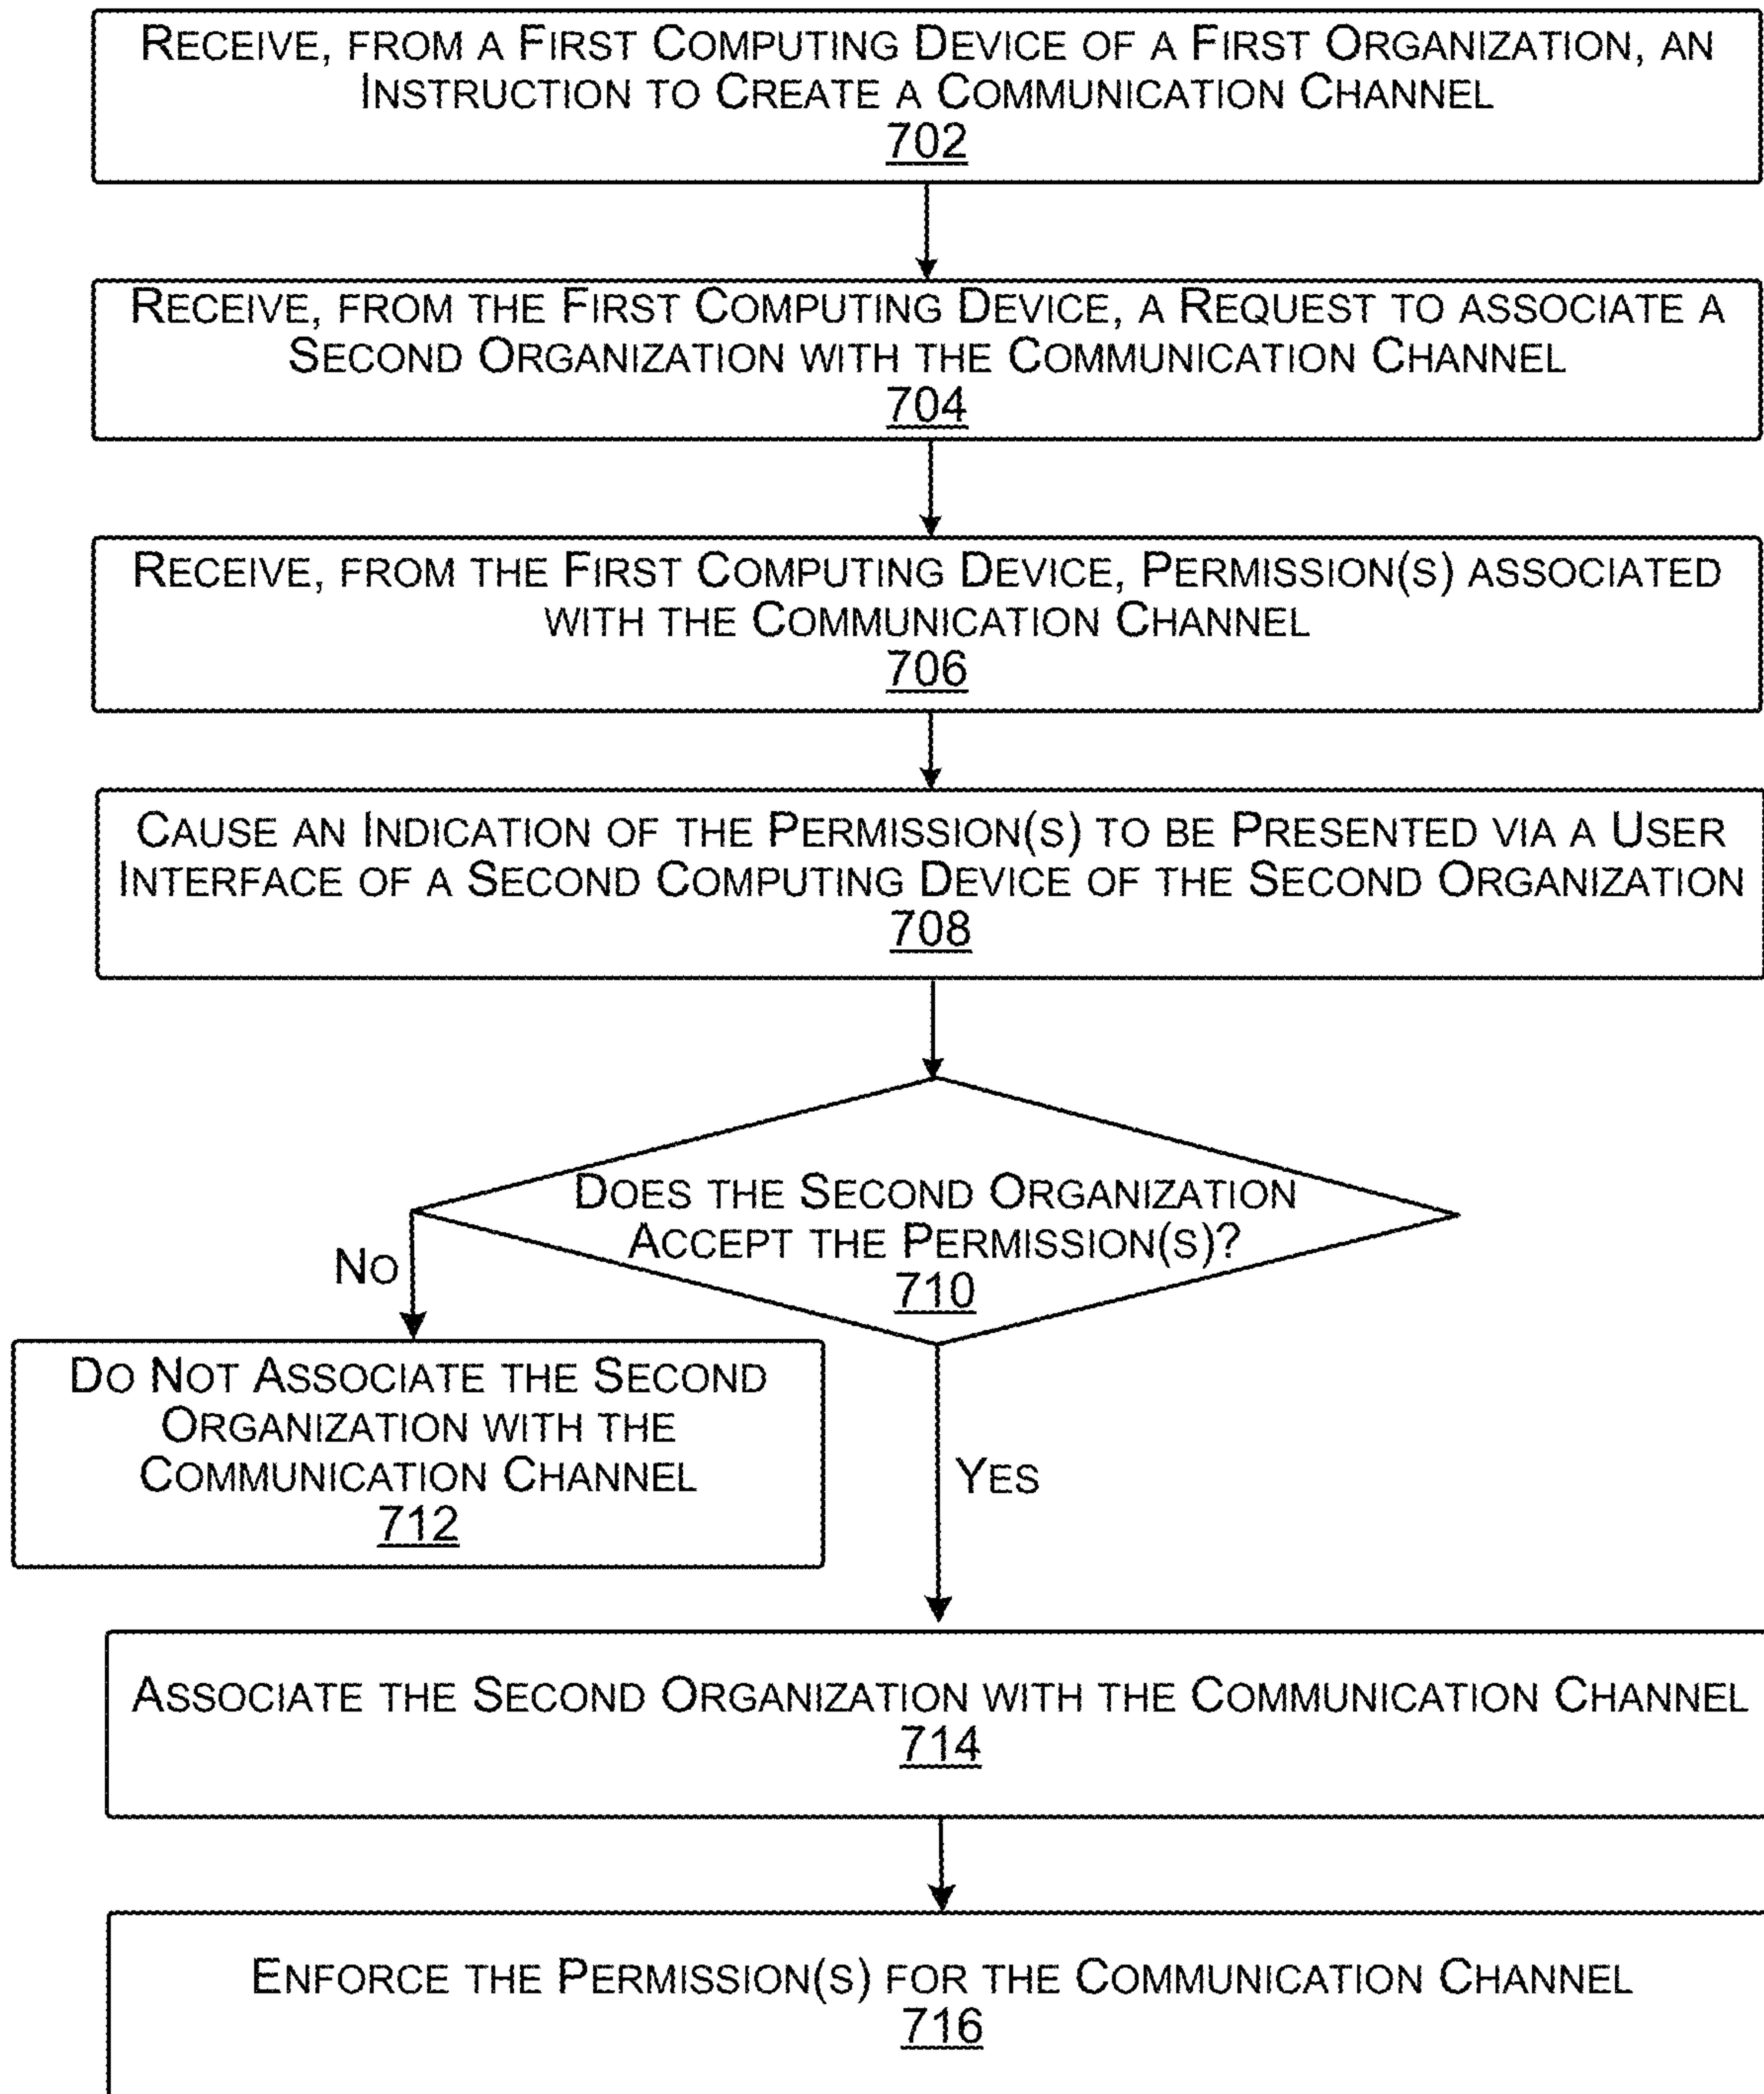 RECEIVE, FROM A FIRST COMPUTING DEVICE OF A FIRST ORGANIZATION, AN
INSTRUCTION TO CREATE A COMMUNICATION CHANNEL
702
RECEIVE, FROM THE FIRST COMPUTING DEVICE, A REQUEST TO ASSOCIATE A
SECOND ORGANIZATION WITH THE COMMUNICATION CHANNEL
704
RECEIVE, FROM THE FIRST COMPUTING DEVICE, PERMISSION(S) ASSOCIATED
WITH THE COMMUNICATION CHANNEL
706
CAUSE AN INDICATION OF THE PERMISSION(S) TO BE PRESENTED VIA A USER
INTERFACE OF A SECOND COMPUTING DEVICE OF THE SECOND ORGANIZATION
708
DOES THE SECOND ORGANIZATION
ACCEPT THE PERMISSION(S)?
710
NO
DO NOT ASSOCIATE THE SECOND
ORGANIZATION WITH THE
COMMUNICATION CHANNEL
712
YES
ASSOCIATE THE SECOND ORGANIZATION WITH THE COMMUNICATION CHANNEL
714
ENFORCE THE PERMISSION(S) FOR THE COMMUNICATION CHANNEL
716